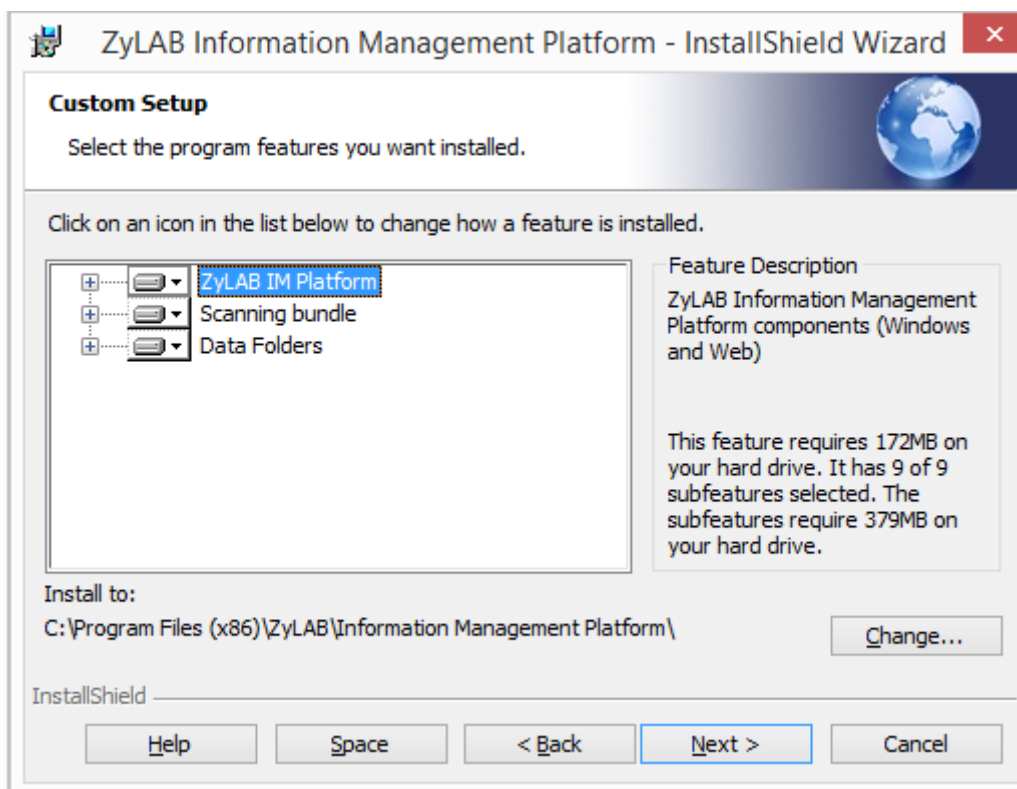 ZyLAB Information Management Platform - InstallShield Wizard
Custom Setup
Select the program features you want installed.
Click on an icon in the list below to change how a feature is installed.
ZyLAB IM Platform
Scanning bundle
Data Folders
Feature Description
ZyLAB Information Management
Platform components (Windows
and Web)
This feature requires 172MB on
your hard drive. It has 9 of 9
subfeatures selected. The
subfeatures require 379MB on
your hard drive.
Install to:
C:\Program Files (x86)\ZyLAB\Information Management Platform\
Change...
InstallShield
Help
Space
< Back
Next >
Cancel